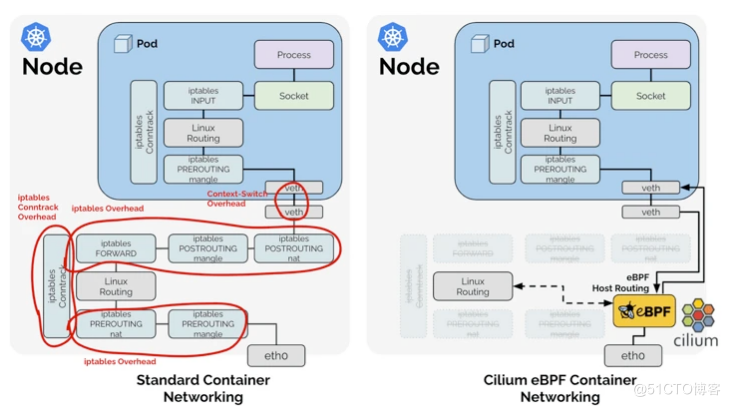 Node
Pod
Process
Socket
iptables
INPUT
iptables
Conntrack
Linux
Routing
iptables
PREROUTING
mangle
Context-Switch
Overhead
veth
veth
iptables
Conntrack
Overhead
iptables Overhead
iptables
FORWARD
iptables
POSTROUTING
mangle
iptables
POSTROUTING
nat
iptables
Conntrack
Linux
Routing
iptables
PREROUTING
nat
iptables
PREROUTING
mangle
iptables Overhead
eth0
Standard Container
Networking
Node
Pod
Process
Socket
iptables
INPUT
iptables
Conntrack
Linux
Routing
iptables
PREROUTING
mangle
veth
veth
iptables
FORWARD
iptables
POSTROUTING
mangle
iptables
POSTROUTING
nat
iptables
Conntrack
Linux
Routing
eBPF
Host Routing
iptables
PREROUTING
nat
iptables
PREROUTING
mangle
eBPF
cilium
eth0
Cilium eBPF Container
Networking
@51CTO博客